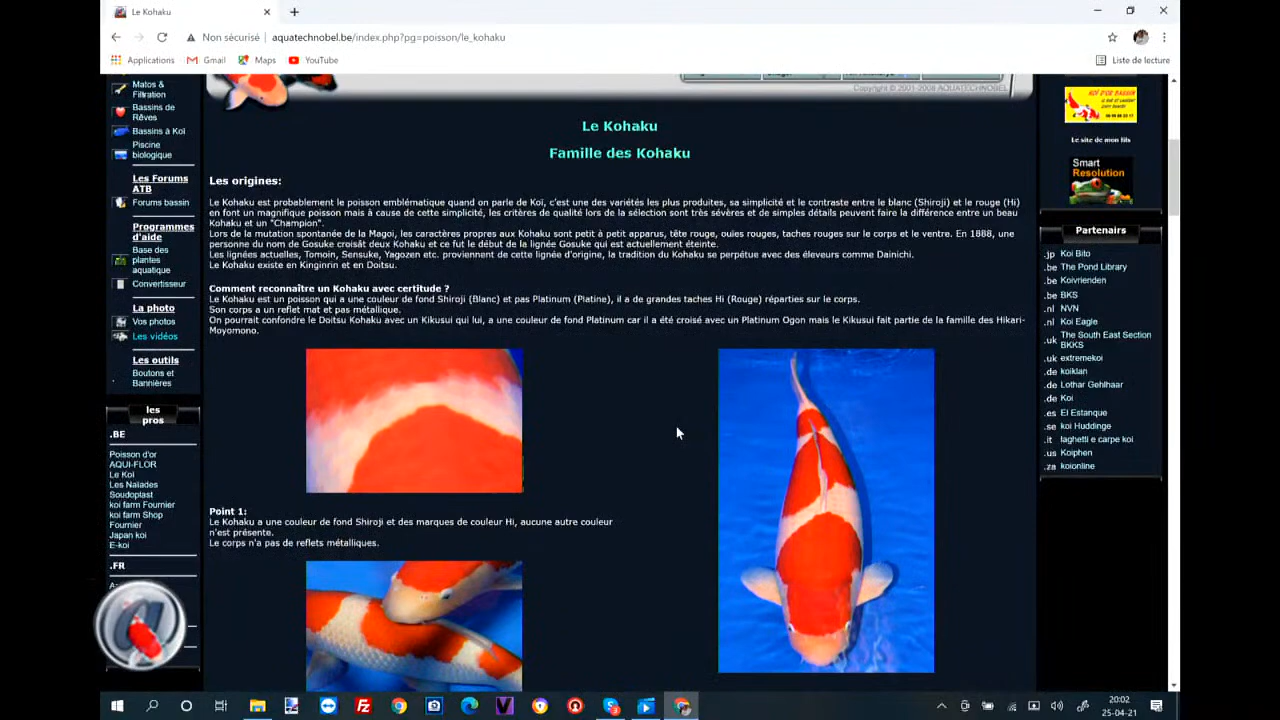 Le Kohaku
Non sécurisé
aquatechnobel.be/index.php?pg=poisson/le_kohaku
Applications
Gmail
Maps
YouTube
Liste de lecture
Matos &
Filtration
Bassins de
Rêves
Bassins à Koï
Piscine
biologique
Les Forums
ATB
Forums bassin
Programmes
d'aide
Base des
plantes
aquatique
Convertisseur
La photo
Vos photos
Les vidéos
Les outils
Boutons et
Bannières
les
pros
.BE
Poisson d'or
AQUI-FLOR
Le Koi
Les Naïades
Soudoplast
koi farm Fournier
koi farm Shop
Fournier
Japan koi
E-koi
.FR
Copyright © 2001-2008 AQUATECHNOBEL
Le Kohaku
Famille des Kohaku
Les origines:
Le Kohaku est probablement le poisson emblématique quand on parle de Koï, c'est une des variétés les plus produites, sa simplicité et le contraste entre le blanc (Shiroji) et le rouge (Hi)
en font un magnifique poisson mais à cause de cette simplicité, les critères de qualité lors de la sélection sont très sévères et de simples détails peuvent faire la différence entre un beau
Kohaku et un "Champion".
Lors de la mutation spontanée de la Magoi, les caractères propres aux Kohaku sont petit à petit apparus, tête rouge, ouies rouges, taches rouges sur le corps et le ventre. En 1888, une
personne du nom de Gosuke croisât deux Kohaku et ce fut le début de la lignée Gosuke qui est actuellement éteinte.
Les lignées actuelles, Tomoin, Sensuke, Yagozen etc. proviennent de cette lignée d'origine, la tradition du Kohaku se perpétue avec des éleveurs comme Dainichi.
Le Kohaku existe en Kinginrin et en Doitsu.
Comment reconnaître un Kohaku avec certitude ?
Le Kohaku est un poisson qui a une couleur de fond Shiroji (Blanc) et pas Platinum (Platine), il a de grandes taches Hi (Rouge) réparties sur le corps.
Son corps a un reflet mat et pas métallique.
On pourrait confondre le Doitsu Kohaku avec un Kikusui qui lui, a une couleur de fond Platinum car il a été croisé avec un Platinum Ogon mais le Kikusui fait partie de la famille des Hikari-
Moyomono.
Point 1:
Le Kohaku a une couleur de fond Shiroji et des marques de couleur Hi, aucune autre couleur
n'est présente.
Le corps n'a pas de reflets métalliques.
KOÏ D'OR BASSIN
Le site de mon fils
Smart
Resolution
Partenairs
.jp Koi Bito
.be The Pond Library
.be Koivrienden
.be BKS
.nl NVN
.nl Koi Eagle
.uk The South East Section
BKKS
.uk extremekoi
.de koiklan
.de Lothar Gehlhaar
.de Koi
.es El Estanque
.se koi Huddinge
.it laghetti e carpe koi
.us Koiphen
.za koionline
20:02
25-04-21